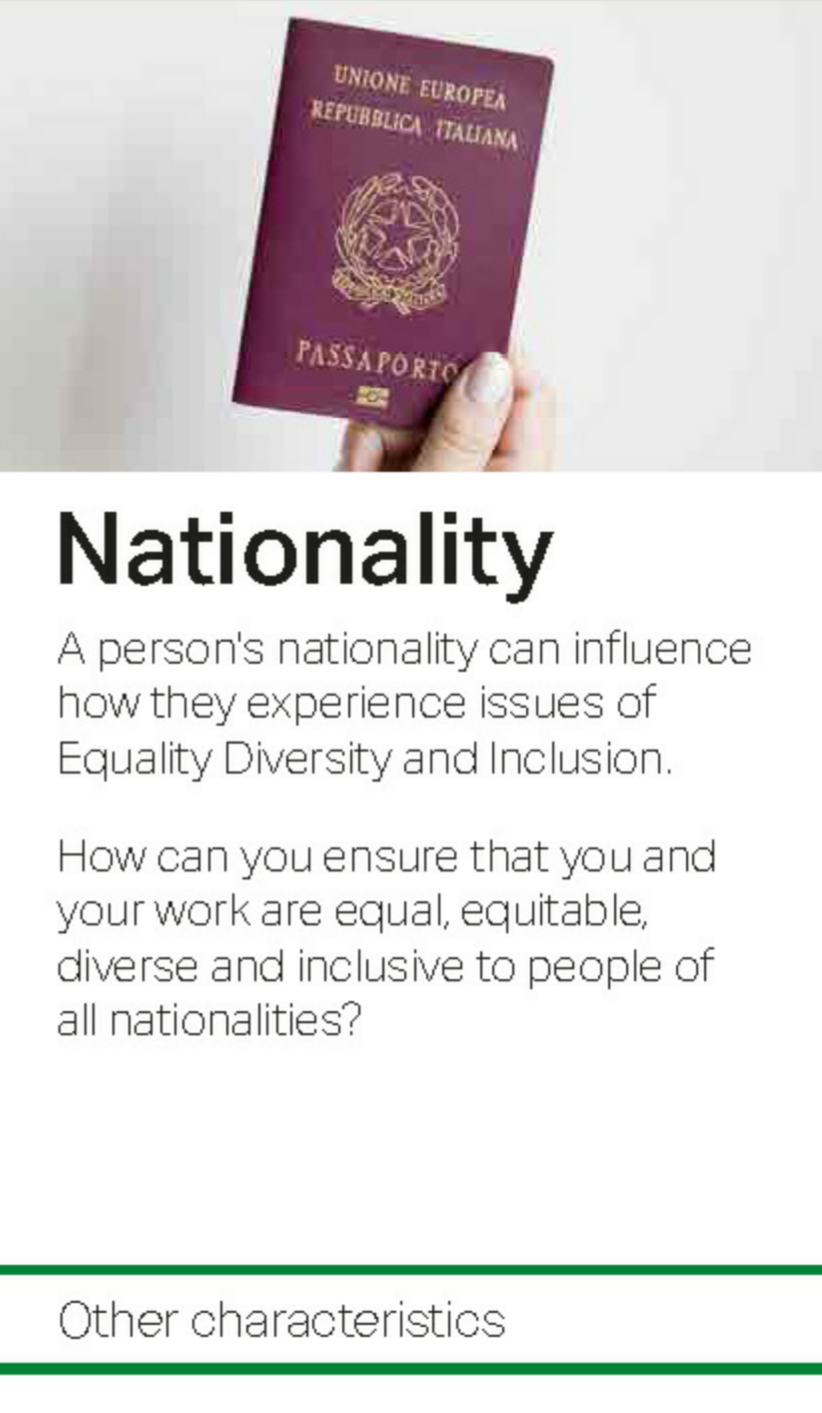 UNIONE EUROPEA
REPUBBLICA ITALIANA
PASSAPORTO
Nationality
A person's nationality can influence
how they experience issues of
Equality Diversity and Inclusion.
How can you ensure that you and
your work are equal, equitable,
diverse and inclusive to people of
all nationalities?
Other characteristics